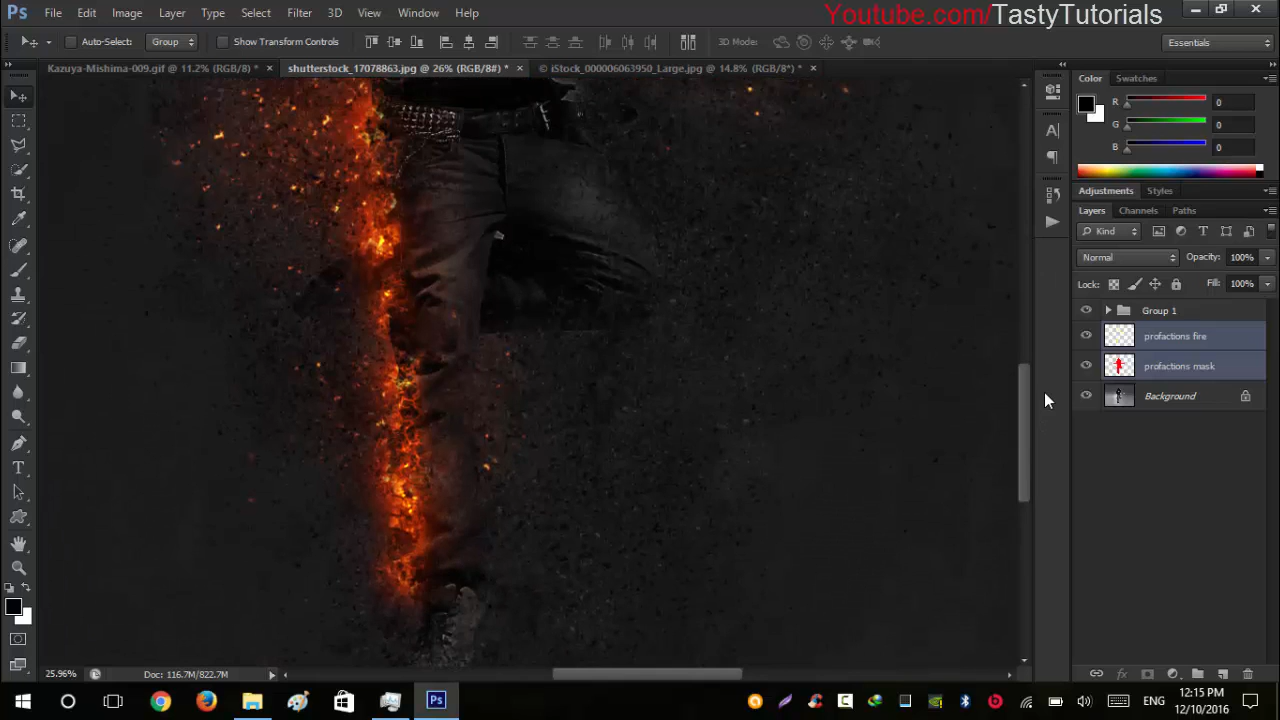 Youtube.com/TastyTutorials
Ps File Edit Image Layer Type Select Filter 3D View Window Help
Auto-Select: Group Show Transform Controls 3D Mode: Essentials
Kazuya-Mishima-009.gif @ 11.2% (RGB/8) * × shutterstock_17078863.jpg @ 26% (RGB/8#) * × © iStock_000006063950_Large.jpg @ 14.8% (RGB/8*) * ×
Color Swatches
R 0
G 0
B 0
Adjustments Styles
Layers Channels Paths
Kind
Normal Opacity: 100%
Lock: Fill: 100%
Group 1
profactions fire
profactions mask
Background
25.96% Doc: 116.7M/822.7M
ENG 12:15 PM
12/10/2016